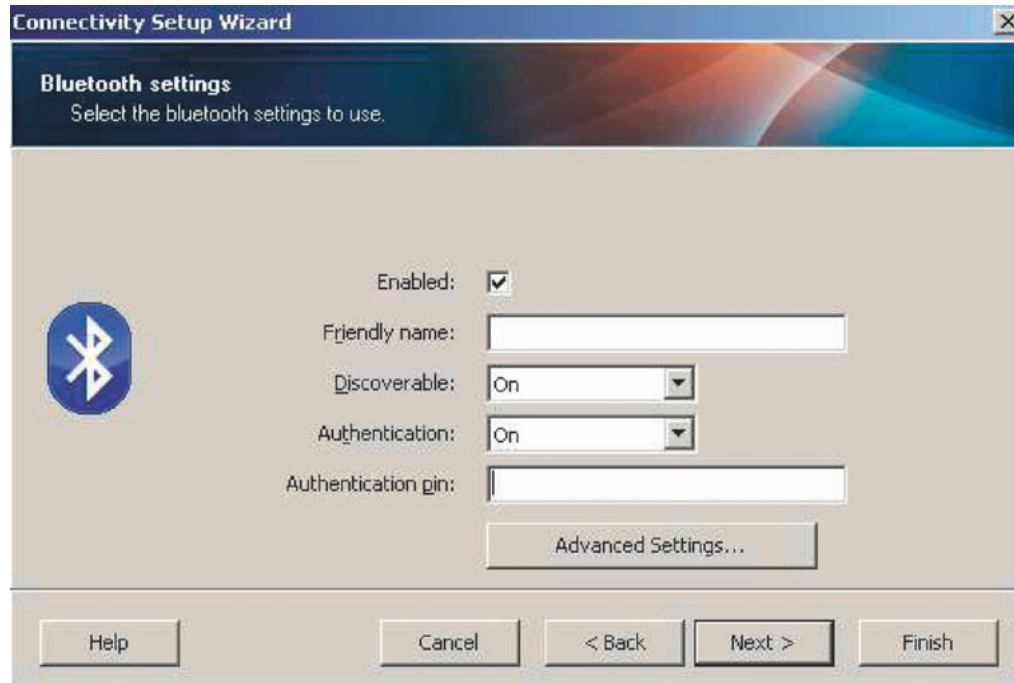 Connectivity Setup Wizard
Bluetooth settings
Select the bluetooth settings to use.
Enabled:
Friendly name:
Discoverable: On
Authentication: On
Authentication pin:
Advanced Settings...
Help Cancel < Back Next > Finish